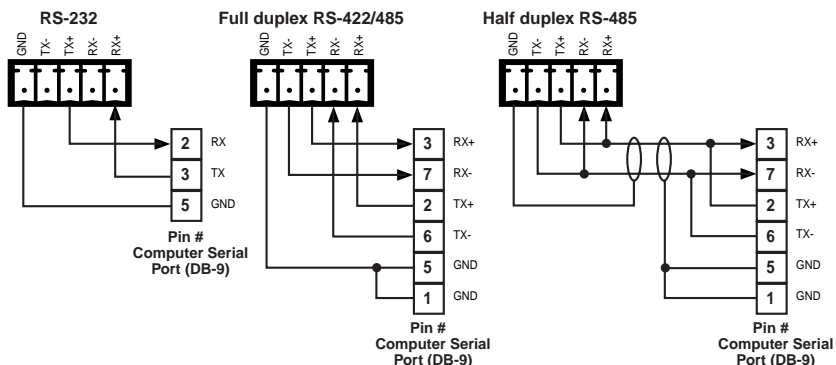 RS-232
GND
TX-
TX+
RX-
RX+
2 RX
3 TX
5 GND
Pin #
Computer Serial
Port (DB-9)
Full duplex RS-422/485
GND
TX-
TX+
RX-
RX+
3 RX+
7 RX-
2 TX+
6 TX-
5 GND
1 GND
Pin #
Computer Serial
Port (DB-9)
Half duplex RS-485
GND
TX-
TX+
RX-
RX+
3 RX+
7 RX-
2 TX+
6 TX-
5 GND
1 GND
Pin #
Computer Serial
Port (DB-9)